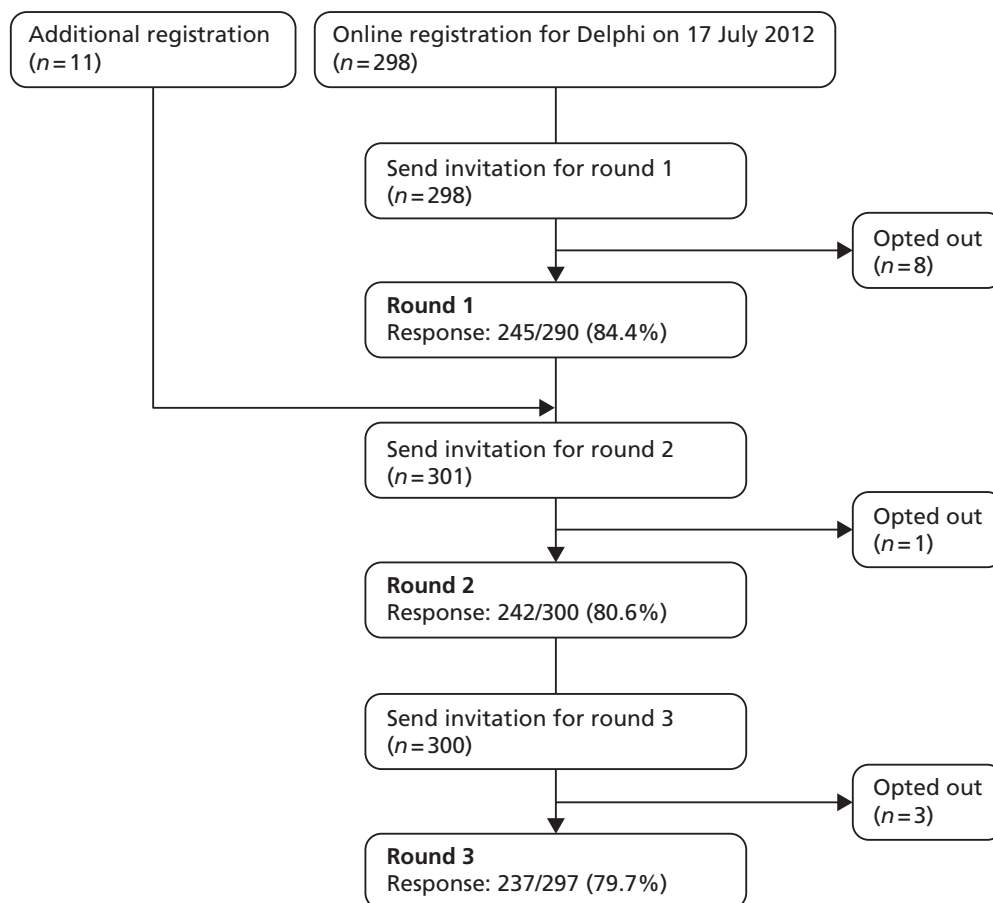 Additional registration
(n=11)
Online registration for Delphi on 17 July 2012
(n=298)
Send invitation for round 1
(n=298)
Opted out
(n=8)
Round 1
Response: 245/290 (84.4%)
Send invitation for round 2
(n=301)
Opted out
(n=1)
Round 2
Response: 242/300 (80.6%)
Send invitation for round 3
(n=300)
Opted out
(n=3)
Round 3
Response: 237/297 (79.7%)